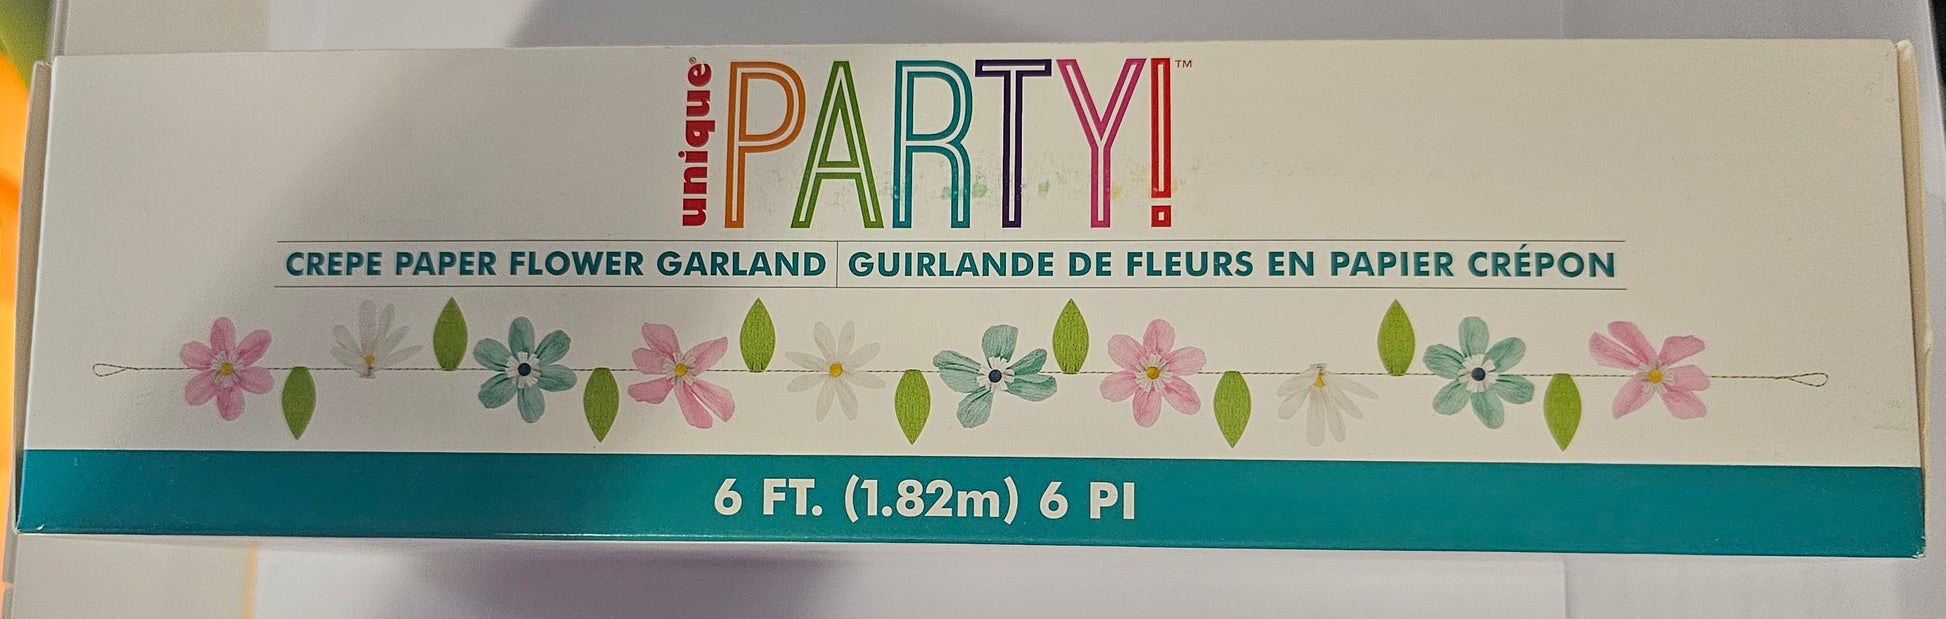 unique® PARTY!™
CREPE PAPER FLOWER GARLAND GUIRLANDE DE FLEURS EN PAPIER CRÉPON
6 FT. (1.82m) 6 PI